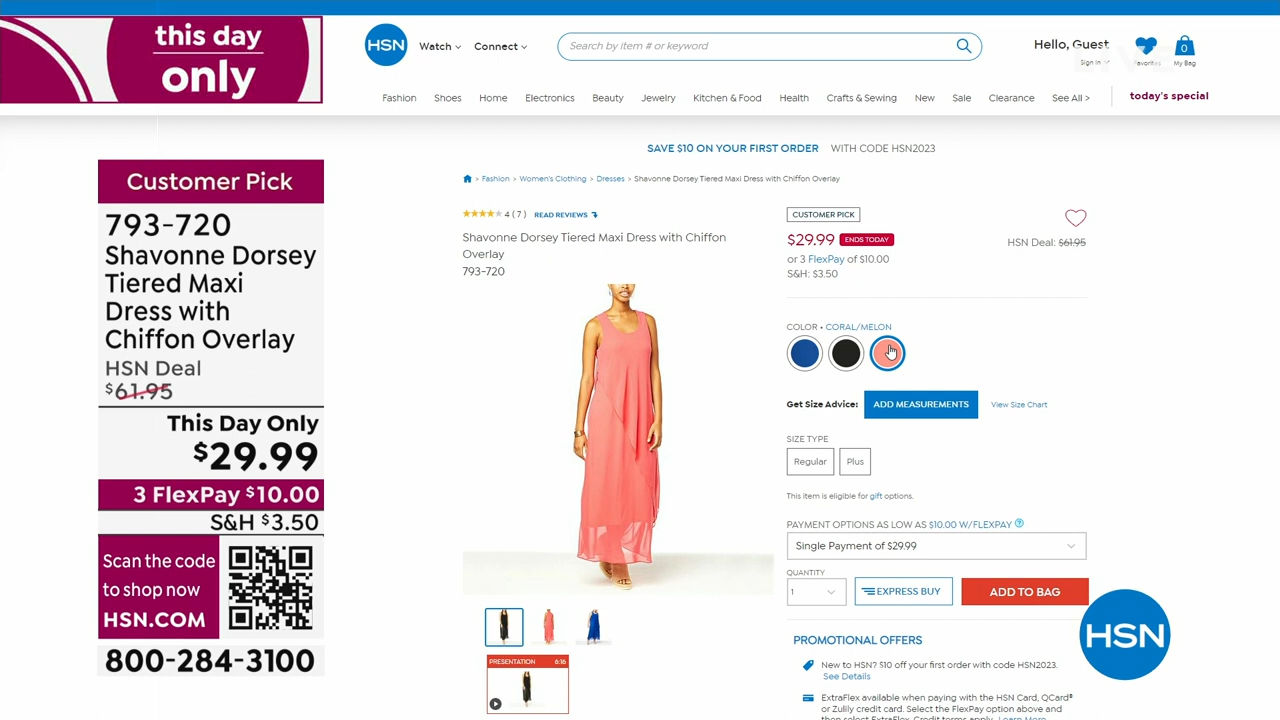 this day
only
HSN
Watch
Connect
Search by item # or keyword
Hello, Guest
Sign In
Favorites
0
My Bag
Fashion
Shoes
Home
Electronics
Beauty
Jewelry
Kitchen & Food
Health
Crafts & Sewing
New
Sale
Clearance
See All >
today's special
SAVE $10 ON YOUR FIRST ORDER WITH CODE HSN2023
> Fashion > Women's Clothing > Dresses > Shavonne Dorsey Tiered Maxi Dress with Chiffon Overlay
Customer Pick
793-720
Shavonne Dorsey
Tiered Maxi
Dress with
Chiffon Overlay
HSN Deal
$61.95
This Day Only
$29.99
3 FlexPay $10.00
S&H $3.50
Scan the code
to shop now
HSN.COM
800-284-3100
4 ( 7 ) READ REVIEWS
Shavonne Dorsey Tiered Maxi Dress with Chiffon
Overlay
793-720
PRESENTATION 6:16
CUSTOMER PICK
$29.99 ENDS TODAY
HSN Deal: $61.95
or 3 FlexPay of $10.00
S&H: $3.50
COLOR • CORAL/MELON
Get Size Advice: ADD MEASUREMENTS View Size Chart
SIZE TYPE
Regular Plus
This item is eligible for gift options.
PAYMENT OPTIONS AS LOW AS $10.00 W/FLEXPAY ?
Single Payment of $29.99
QUANTITY
1 EXPRESS BUY ADD TO BAG
HSN
PROMOTIONAL OFFERS
New to HSN? $10 off your first order with code HSN2023.
See Details
ExtraFlex available when paying with the HSN Card, QCard®
or Zulily credit card. Select the FlexPay option above and
then select ExtraFlex. Credit terms apply. Learn More